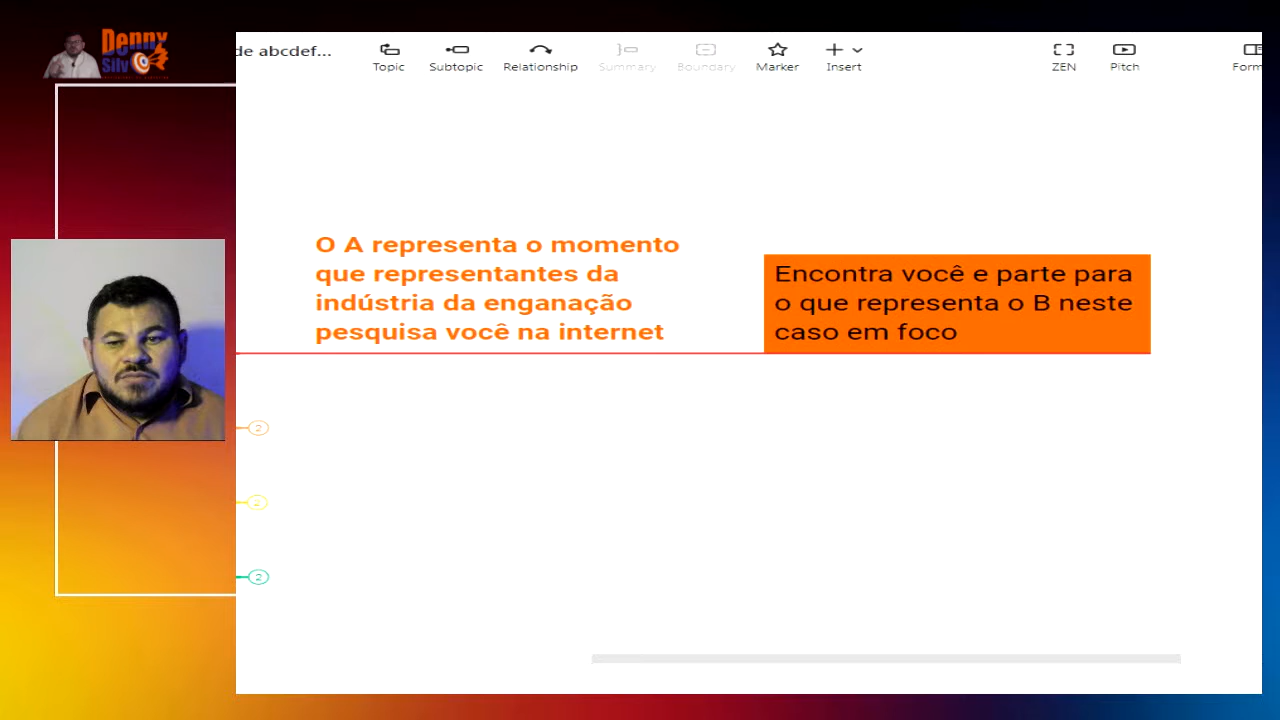 Denny
Silv
de abcdef...
Topic
Subtopic
Relationship
Summary
Boundary
Marker
Insert
ZEN
Pitch
Form
O A representa o momento
que representantes da
indústria da enganação
pesquisa você na internet
Encontra você e parte para
o que representa o B neste
caso em foco
2
2
2